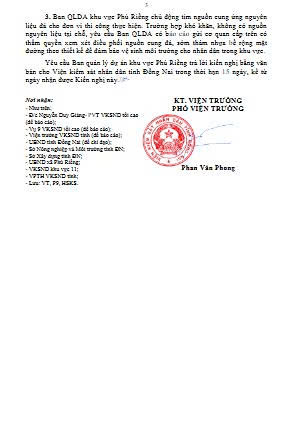 3
3. Ban QLDA khu vực Phú Riềng chủ động tìm nguồn cung ứng nguyên
liệu đá cho đơn vị thi công thực hiện. Trường hợp khó khăn, không có nguồn
nguyên liệu tại chỗ, yêu cầu Ban QLDA có báo cáo gửi cơ quan cấp trên có
thẩm quyền xem xét điều phối nguồn cung đá, sớm thảm nhựa bề rộng mặt
đường theo thiết kế để đảm bảo vệ sinh môi trường cho nhân dân trong khu vực.
Yêu cầu Ban quản lý dự án khu vực Phú Riềng trả lời kiến nghị bằng văn
bản cho Viện kiểm sát nhân dân tỉnh Đồng Nai trong thời hạn 15 ngày, kể từ
ngày nhận được Kiến nghị này./.
Nơi nhận:
- Như trên;
- Đ/c Nguyễn Duy Giảng- PVT VKSND tối cao
(để báo cáo);
- Vụ 9 VKSND tối cao (để báo cáo);
- Viện trưởng VKSND tỉnh (để báo cáo);
- UBND tỉnh Đồng Nai (để chỉ đạo);
- Sở Nông nghiệp và Môi trường tỉnh ĐN;
- Sở Xây dựng tỉnh ĐN;
- UBND xã Phú Riềng;
- VKSND khu vực 11;
- VPTH VKSND tỉnh;
- Lưu: VT, P9, HSKS.
KT. VIỆN TRƯỞNG
PHÓ VIỆN TRƯỞNG
Phan Văn Phong